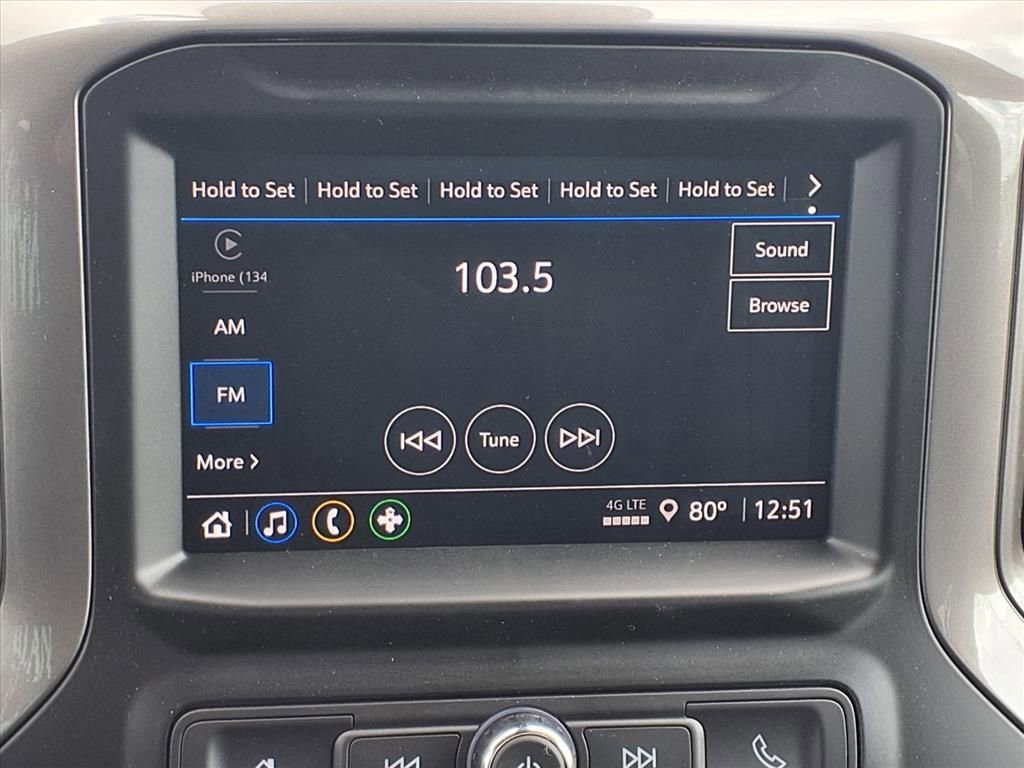 Hold to Set Hold to Set Hold to Set Hold to Set Hold to Set
Sound
iPhone (134
103.5
Browse
AM
FM
Tune
More
4G LTE
80° 12:51